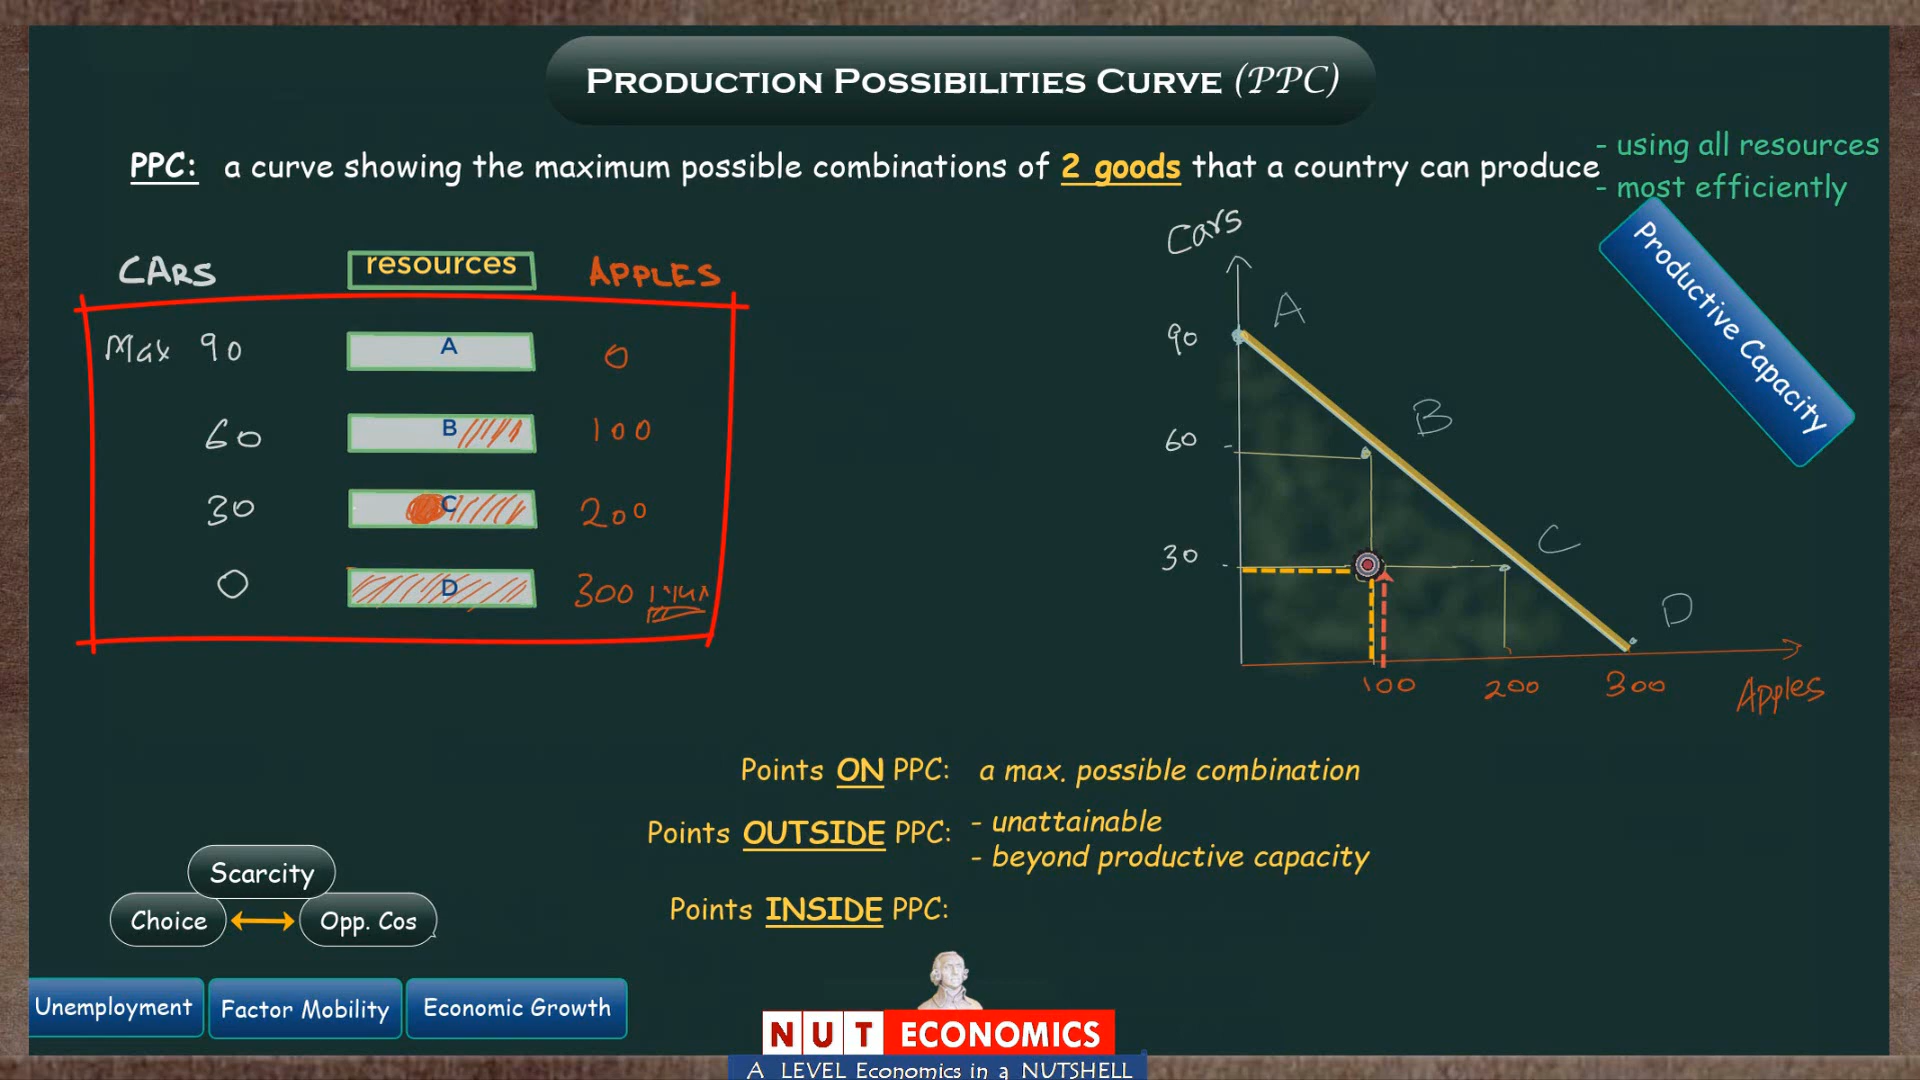 PRODUCTION POSSIBILITIES CURVE (PPC)
PPC: a curve showing the maximum possible combinations of 2 goods that a country can produce
- using all resources
- most efficiently
Productive Capacity
CARS resources APPLES
Max 90 A 0
60 B 100
30 C 200
0 D 300
Cars
90
60
30
A
B
C
D
100 200 300
Apples
Points ON PPC: a max. possible combination
Points OUTSIDE PPC: - unattainable
- beyond productive capacity
Points INSIDE PPC:
Scarcity
Choice Opp. Cos
Unemployment Factor Mobility Economic Growth
NUT ECONOMICS
A LEVEL Economics in a NUTSHELL